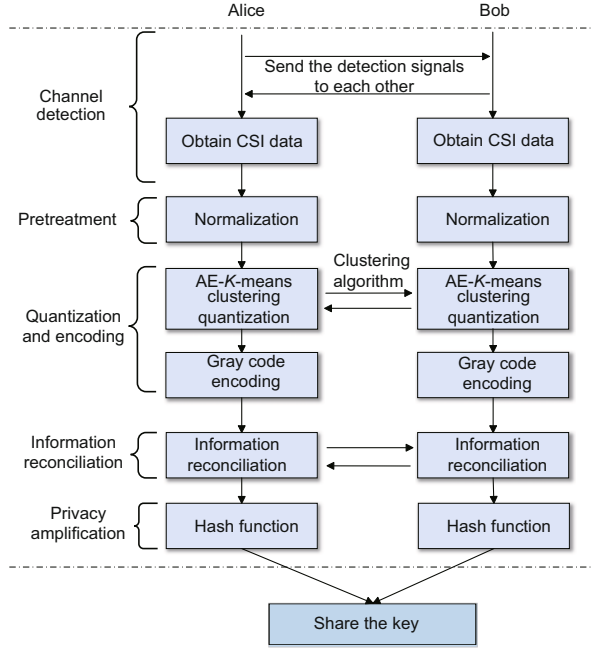 Alice
Bob
Send the detection signals
to each other
Channel
detection
Obtain CSI data
Obtain CSI data
Pretreatment
Normalization
Normalization
Clustering
algorithm
Quantization
and encoding
AE-K-means
clustering
quantization
AE-K-means
clustering
quantization
Gray code
encoding
Gray code
encoding
Information
reconciliation
Information
reconciliation
Information
reconciliation
Privacy
amplification
Hash function
Hash function
Share the key